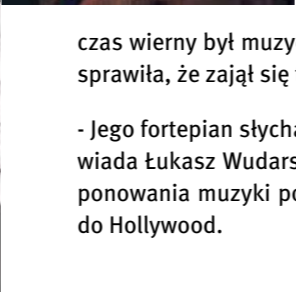 czas wierny był muzy
sprawiła, że zajął się
- Jego fortepian słycha
wiada Łukasz Wudars
ponowania muzyki po
do Hollywood.